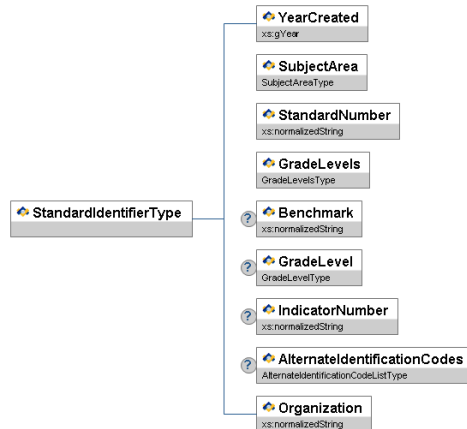 YearCreated
xs:gYear
SubjectArea
SubjectAreaType
StandardNumber
xs:normalizedString
GradeLevels
GradeLevelsType
StandardIdentifierType
? Benchmark
xs:normalizedString
? GradeLevel
GradeLevelType
? IndicatorNumber
xs:normalizedString
? AlternateIdentificationCodes
AlternateIdentificationCodeListType
Organization
xs:normalizedString